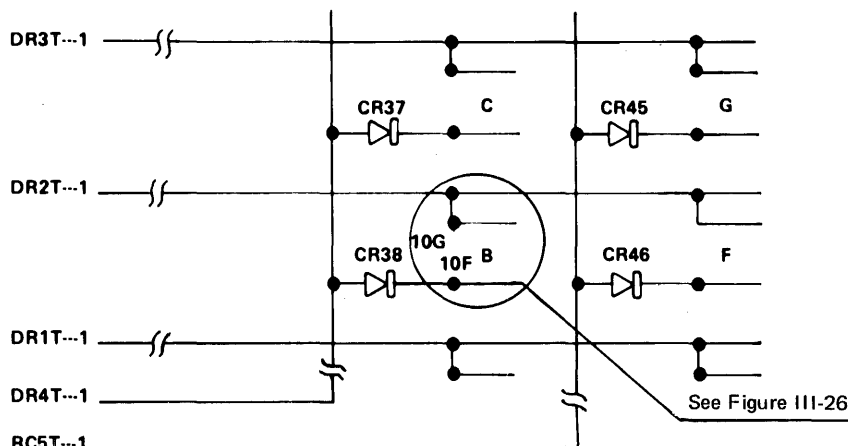 DR3T---1
CR37 C CR45 G
DR2T---1
10G
CR38 10F B CR46 F
DR1T---1
DR4T---1
See Figure III-26
RC5T---1